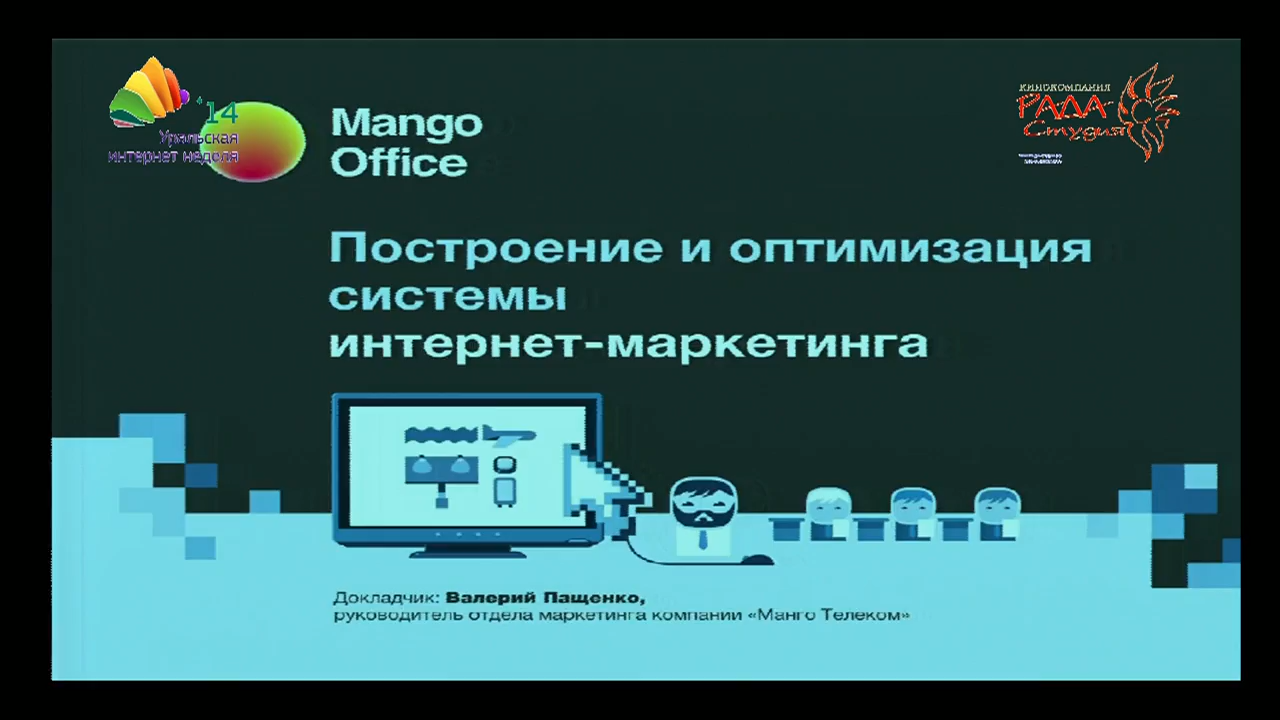 '14
Уральская
интернет неделя
Mango
Office
КИНОКОМПАНИЯ
РАДА
Студия
Построение и оптимизация
системы
интернет-маркетинга
Докладчик: Валерий Пащенко,
руководитель отдела маркетинга компании «Манго Телеком»